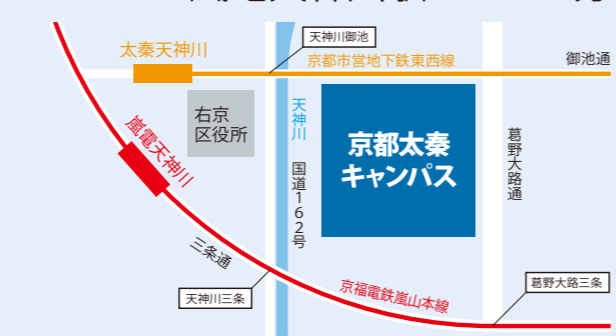 天神川御池
太秦天神川
京都市営地下鉄東西線
御池通
右京
区役所
天神川
国道162号
京都太秦
キャンパス
葛野大路通
嵐電天神川
三条通
天神川三条
京福電鉄嵐山本線
葛野大路三条